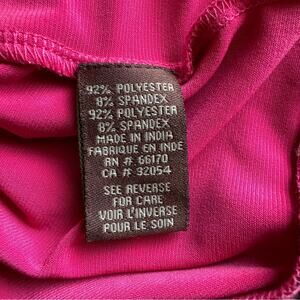 92% POLYESTER
8% SPANDEX
92% POLYESTER
8% SPANDEX
MADE IN INDIA
FABRIQUE EN INDE
RN # 66170
CA # 92054
SEE REVERSE
FOR CARE
VOIR L'INVERSE
POUR LE SOIN